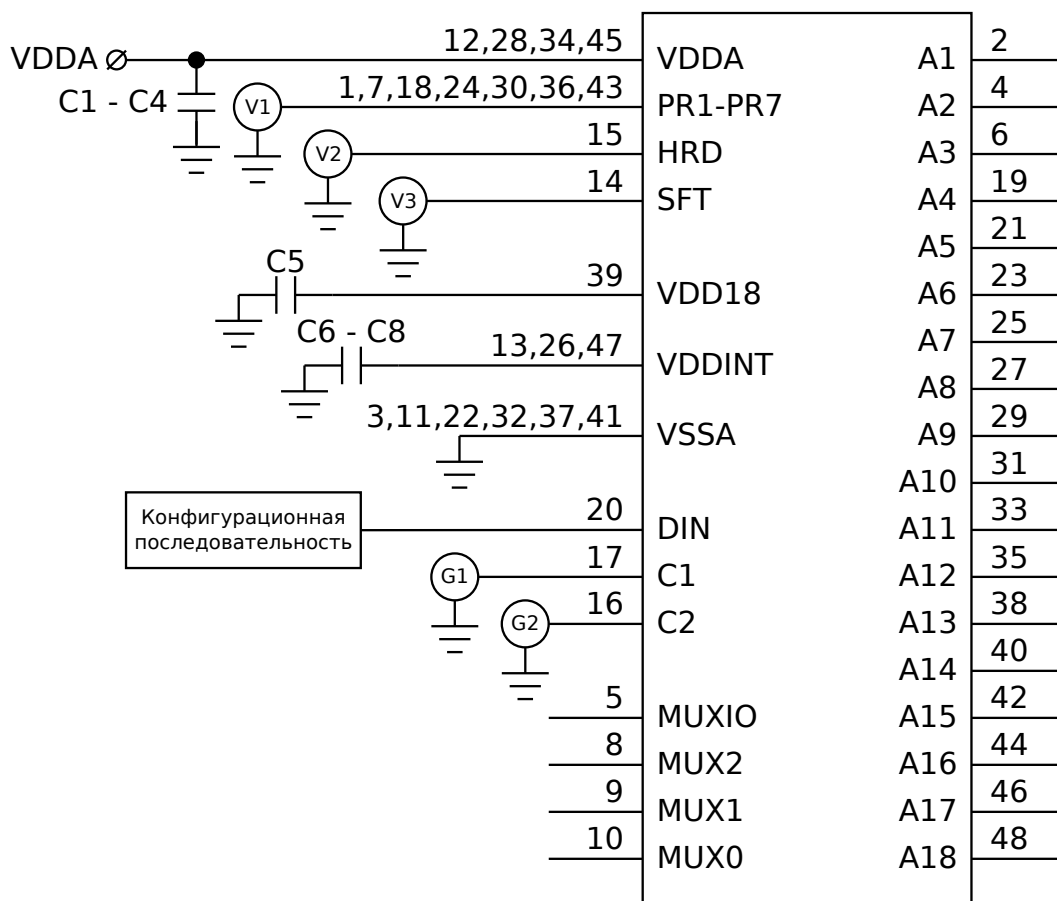 12,28,34,45
VDDA
VDDA
A1
2
C1 - C4
V1
1,7,18,24,30,36,43
PR1-PR7
A2
4
V2
15
HRD
A3
6
V3
14
SFT
A4
19
A5
21
C5
39
VDD18
A6
23
A7
25
C6 - C8
13,26,47
VDDINT
A8
27
3,11,22,32,37,41
VSSA
A9
29
A10
31
Конфигурационная
последовательность
20
DIN
A11
33
G1
17
C1
A12
35
G2
16
C2
A13
38
A14
40
5
MUXIO
A15
42
8
MUX2
A16
44
9
MUX1
A17
46
10
MUX0
A18
48